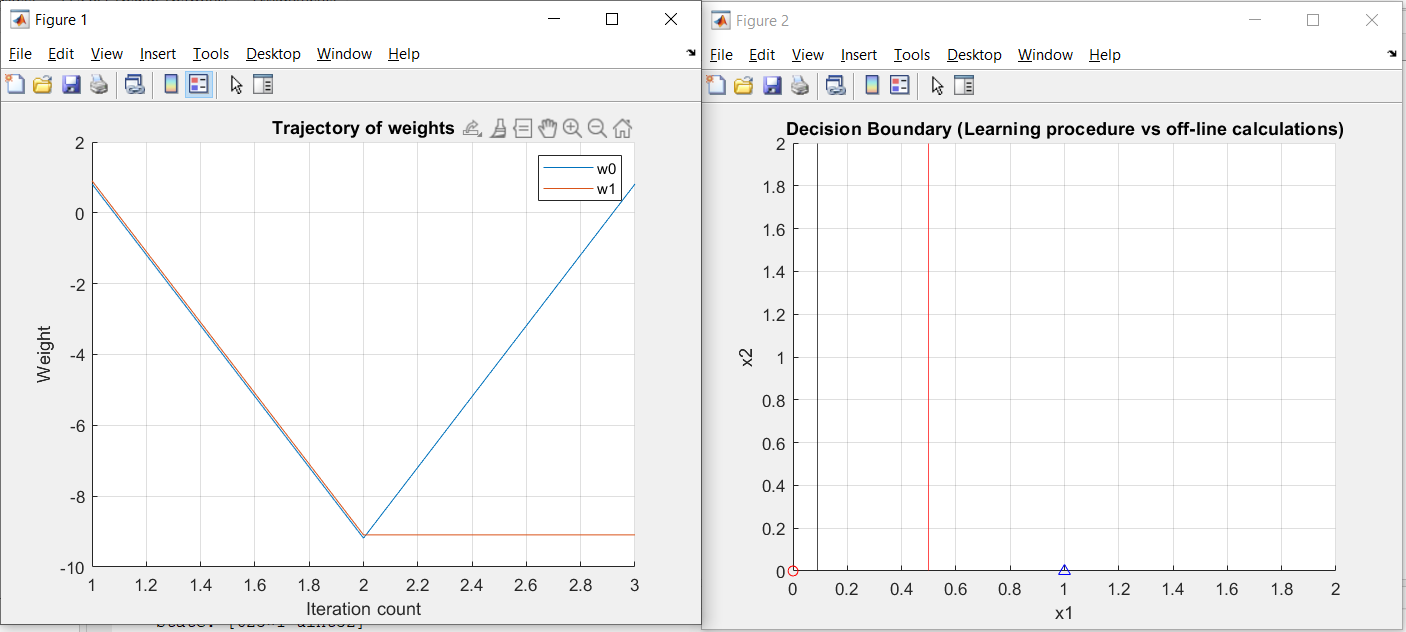 Figure 1
File Edit View Insert Tools Desktop Window Help
Trajectory of weights
w0
w1
2
0
-2
-4
-6
-8
-10
Weight
1 1.2 1.4 1.6 1.8 2 2.2 2.4 2.6 2.8 3
Iteration count
Figure 2
File Edit View Insert Tools Desktop Window Help
Decision Boundary (Learning procedure vs off-line calculations)
2
1.8
1.6
1.4
1.2
1
0.8
0.6
0.4
0.2
0
x2
0 0.2 0.4 0.6 0.8 1 1.2 1.4 1.6 1.8 2
x1